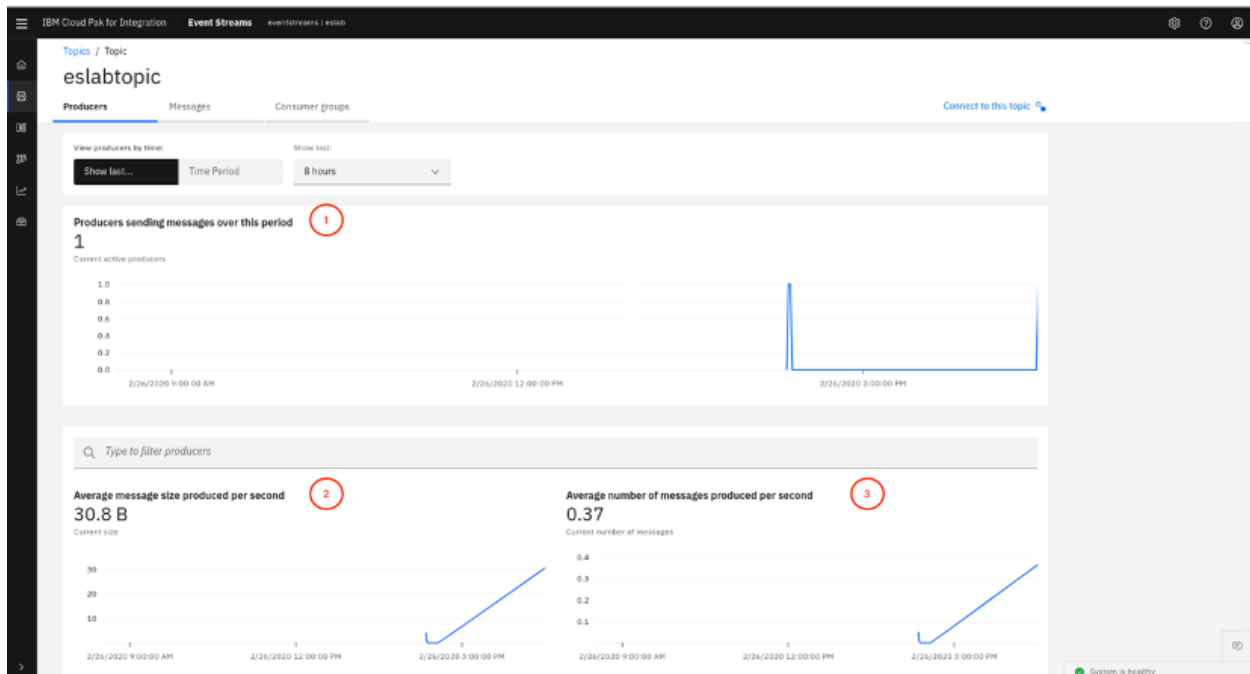 IBM Cloud Pak for Integration Event Streams eventstreams | eslab
Topics / Topic
eslabtopic
Producers Messages Consumer groups Connect to this topic
View producers by time: Show last:
Show last... Time Period 8 hours
Producers sending messages over this period 1
1
Current active producers
1.0
0.8
0.6
0.4
0.2
0.0
2/26/2020 9:00:00 AM 2/26/2020 12:00:00 PM 2/26/2020 3:00:00 PM
Type to filter producers
Average message size produced per second 2 Average number of messages produced per second 3
30.8 B 0.37
Current size Current number of messages
0.4
30
0.3
20
0.2
10
0.1
2/26/2020 9:00:00 AM 2/26/2020 12:00:00 PM 2/26/2020 3:00:00 PM 2/26/2020 9:00:00 AM 2/26/2020 12:00:00 PM 2/26/2020 3:00:00 PM
System is healthy